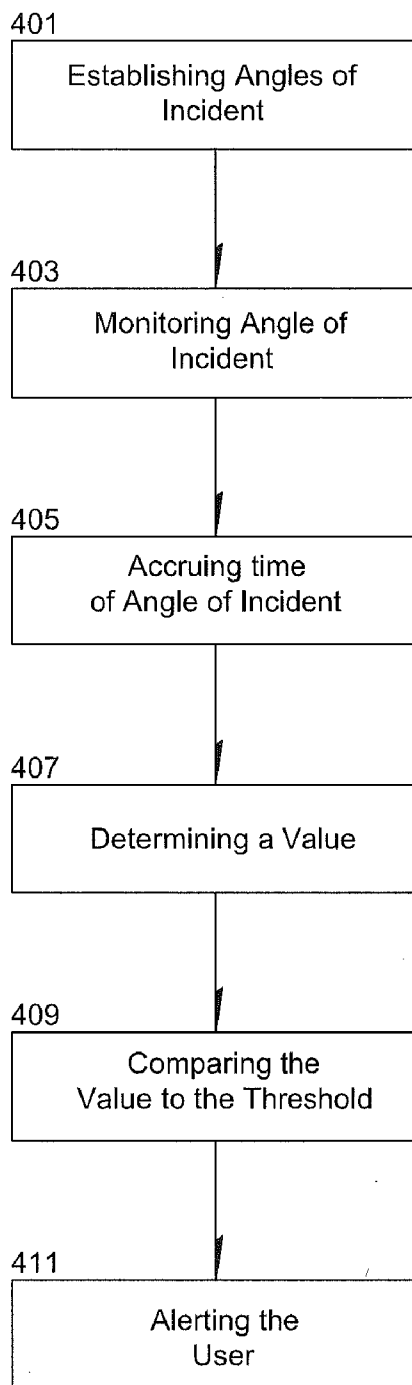 401
Establishing Angles of
Incident
403
Monitoring Angle of
Incident
405
Accruing time
of Angle of Incident
407
Determining a Value
409
Comparing the
Value to the Threshold
411
Alerting the
User